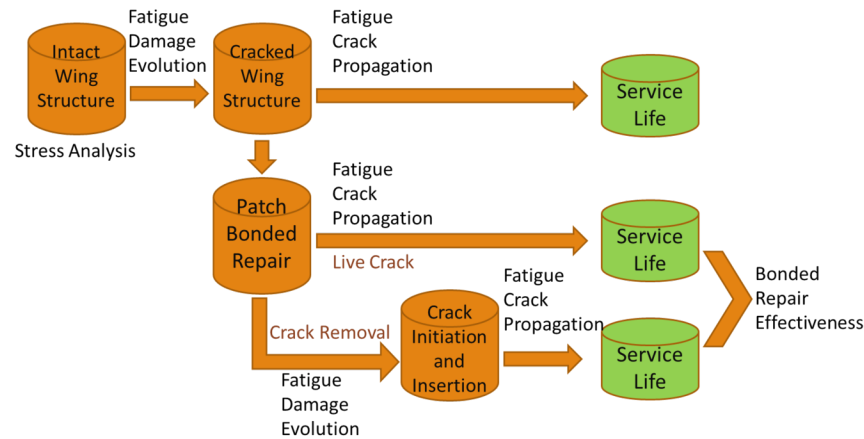 Intact
Wing
Structure
Stress Analysis
Fatigue
Damage
Evolution
Cracked
Wing
Structure
Fatigue
Crack
Propagation
Service
Life
Patch
Bonded
Repair
Fatigue
Crack
Propagation
Live Crack
Service
Life
Crack Removal
Fatigue
Damage
Evolution
Crack
Initiation
and
Insertion
Fatigue
Crack
Propagation
Service
Life
Bonded
Repair
Effectiveness